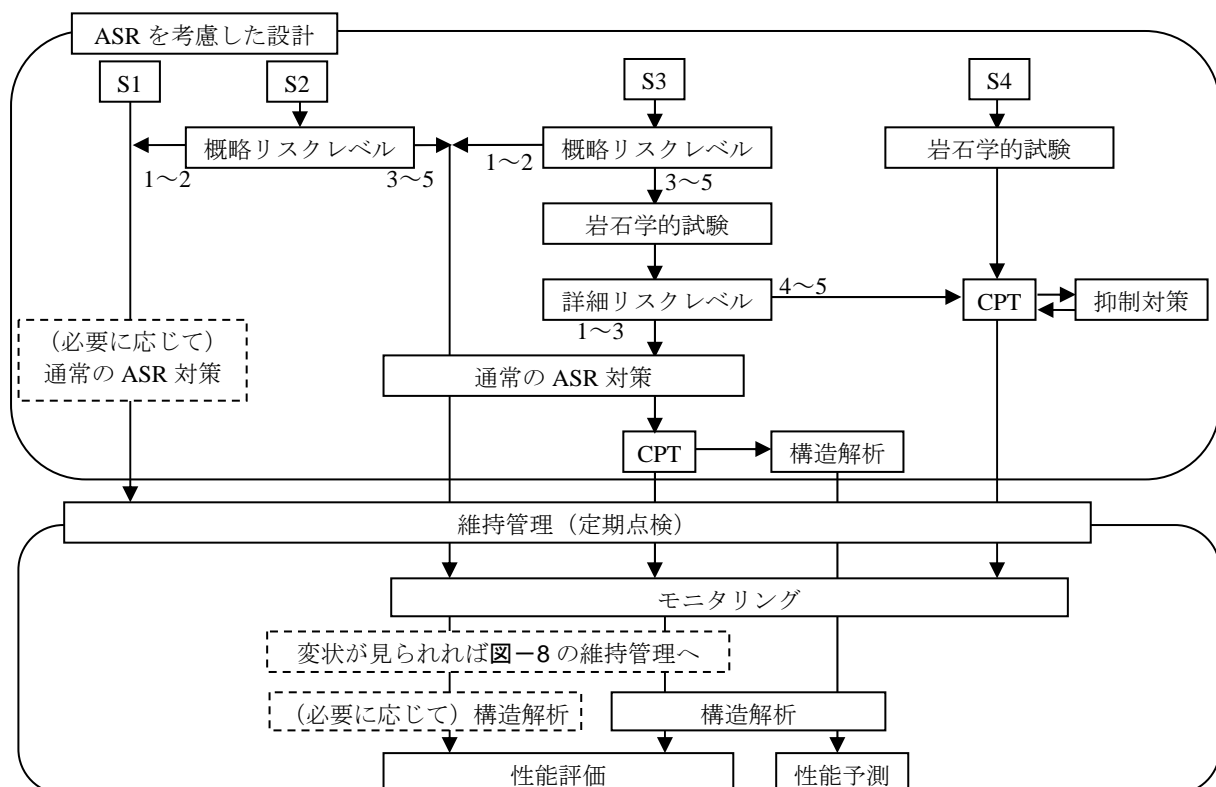 ASR を考慮した設計
S1
S2
S3
S4
概略リスクレベル
概略リスクレベル
岩石学的試験
1～2
3～5
1～2
3～5
岩石学的試験
詳細リスクレベル
4～5
CPT
抑制対策
1～3
（必要に応じて）
通常の ASR 対策
通常の ASR 対策
CPT
構造解析
維持管理（定期点検）
モニタリング
変状が見られれば図－8 の維持管理へ
（必要に応じて）構造解析
構造解析
性能評価
性能予測